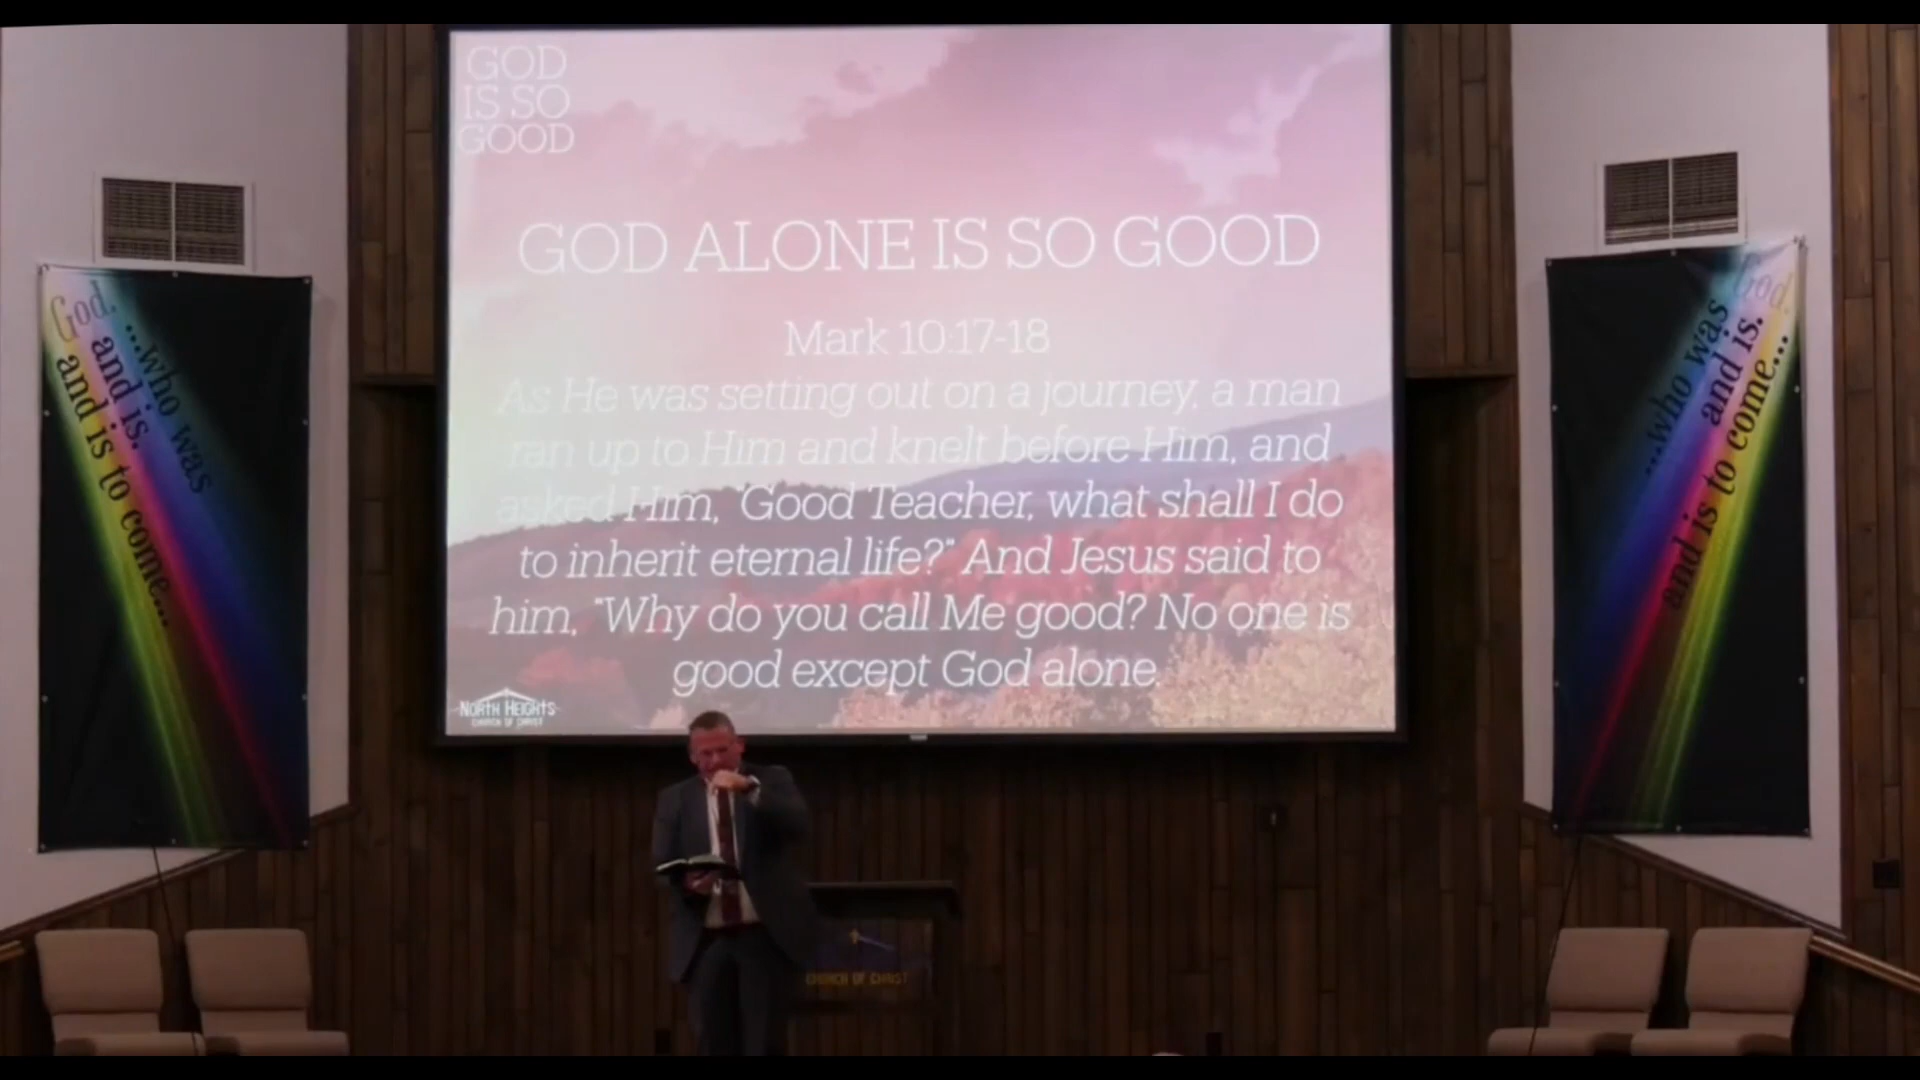 GOD
IS SO
GOOD
GOD ALONE IS SO GOOD
Mark 10:17-18
As He was setting out on a journey, a man
ran up to Him and knelt before Him, and
asked Him, "Good Teacher, what shall I do
to inherit eternal life?" And Jesus said to
him, "Why do you call Me good? No one is
good except God alone.
NORTH HEIGHTS
CHURCH OF CHRIST
God.
...who was
and is.
and is to come...
God.
...who was
and is.
and is to come...
CHURCH OF CHRIST